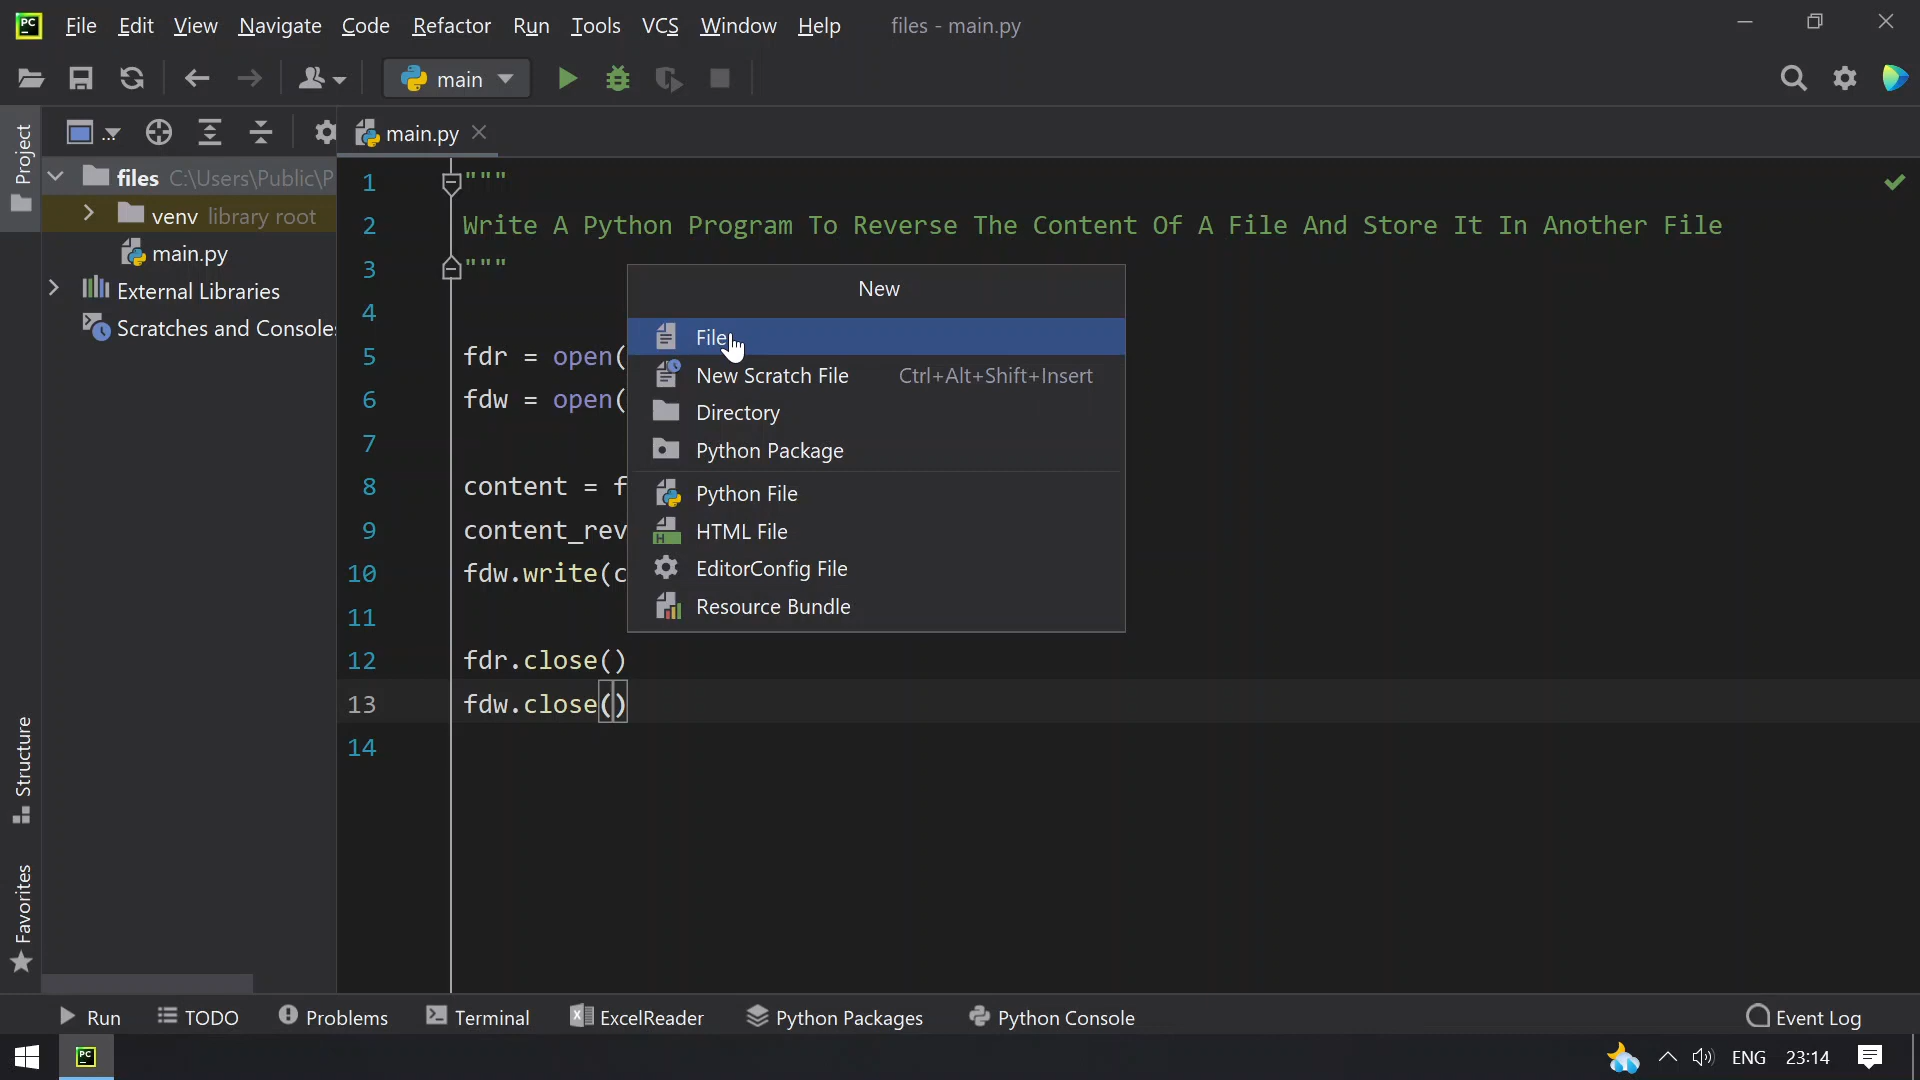 File Edit View Navigate Code Refactor Run Tools VCS Window Help files - main.py
main
Project
...
main.py
files C:\Users\Public\P
venv library root
main.py
External Libraries
Scratches and Console
1 """
2 Write A Python Program To Reverse The Content Of A File And Store It In Another File
3 """
4
5 fdr = open(
6 fdw = open(
7
8 content = f
9 content_rev
10 fdw.write(c
11
12 fdr.close()
13 fdw.close()
14
New
File
New Scratch File Ctrl+Alt+Shift+Insert
Directory
Python Package
Python File
HTML File
EditorConfig File
Resource Bundle
Structure
Favorites
Run TODO Problems Terminal ExcelReader Python Packages Python Console Event Log
PC ENG 23:14